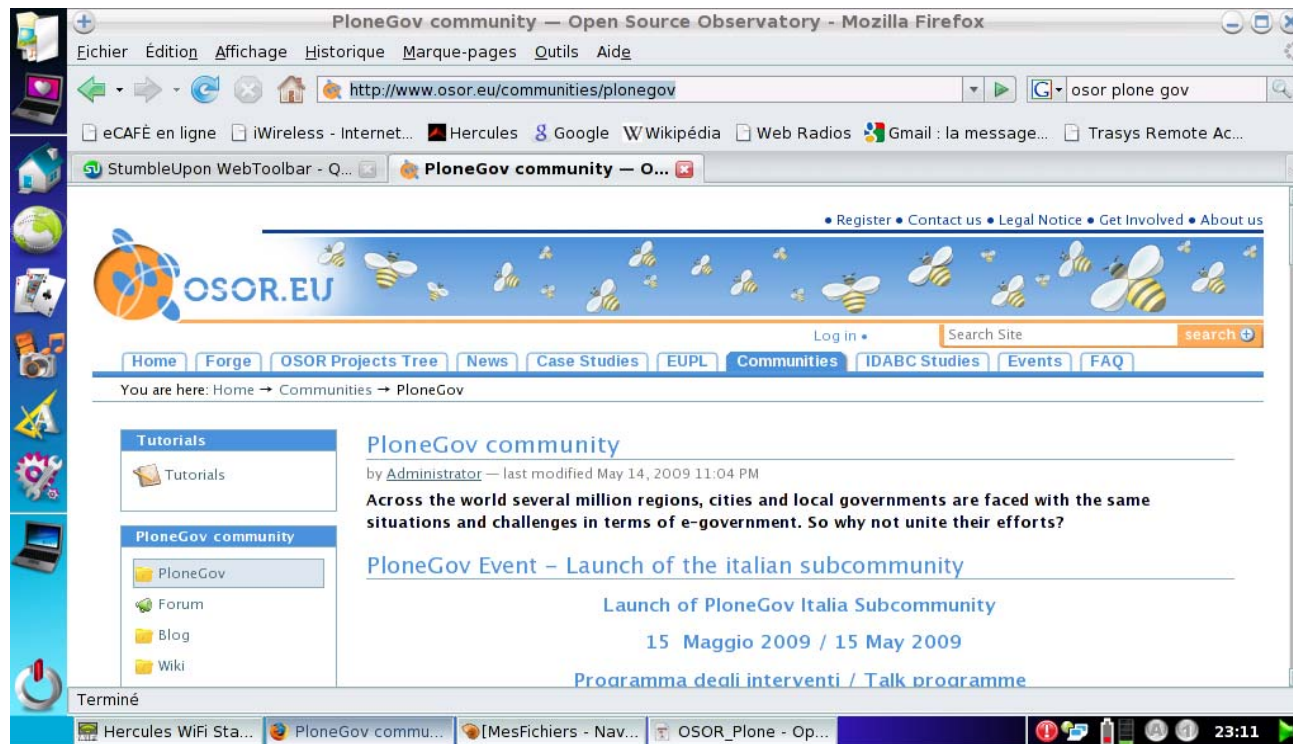 PloneGov community — Open Source Observatory - Mozilla Firefox
Fichier Édition Affichage Historique Marque-pages Outils Aide
http://www.osor.eu/communities/plonegov G osor plone gov
eCAFÈ en ligne iWireless - Internet... Hercules Google W Wikipédia Web Radios Gmail : la message... Trasys Remote Ac...
StumbleUpon WebToolbar - Q... PloneGov community — O...
• Register • Contact us • Legal Notice • Get Involved • About us
OSOR.EU
Log in • Search Site search
Home Forge OSOR Projects Tree News Case Studies EUPL Communities IDABC Studies Events FAQ
You are here: Home → Communities → PloneGov
Tutorials
Tutorials
PloneGov community
PloneGov
Forum
Blog
Wiki
PloneGov community
by Administrator — last modified May 14, 2009 11:04 PM
Across the world several million regions, cities and local governments are faced with the same
situations and challenges in terms of e-government. So why not unite their efforts?
PloneGov Event – Launch of the italian subcommunity
Launch of PloneGov Italia Subcommunity
15 Maggio 2009 / 15 May 2009
Programma degli interventi / Talk programme
Terminé
Hercules WiFi Sta... PloneGov commu... [MesFichiers - Nav... OSOR_Plone - Op... 23:11